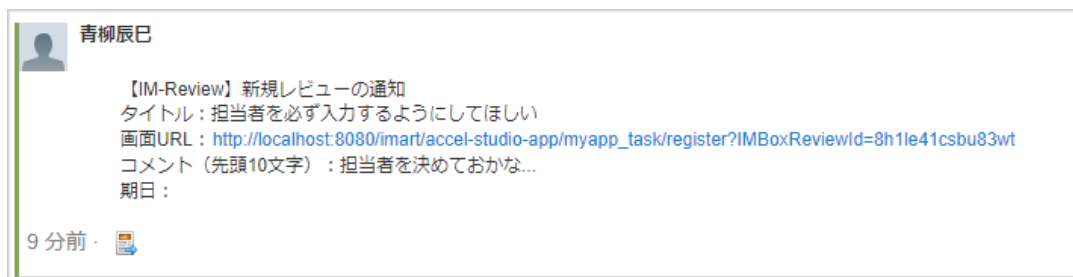 青柳辰巳
【IM-Review】新規レビューの通知
タイトル：担当者を必ず入力するようにしてほしい
画面URL：http://localhost:8080/imart/accel-studio-app/myapp_task/register?IMBoxReviewId=8h1le41csbu83wt
コメント（先頭10文字）：担当者を決めておかな...
期日：
9 分前 ·